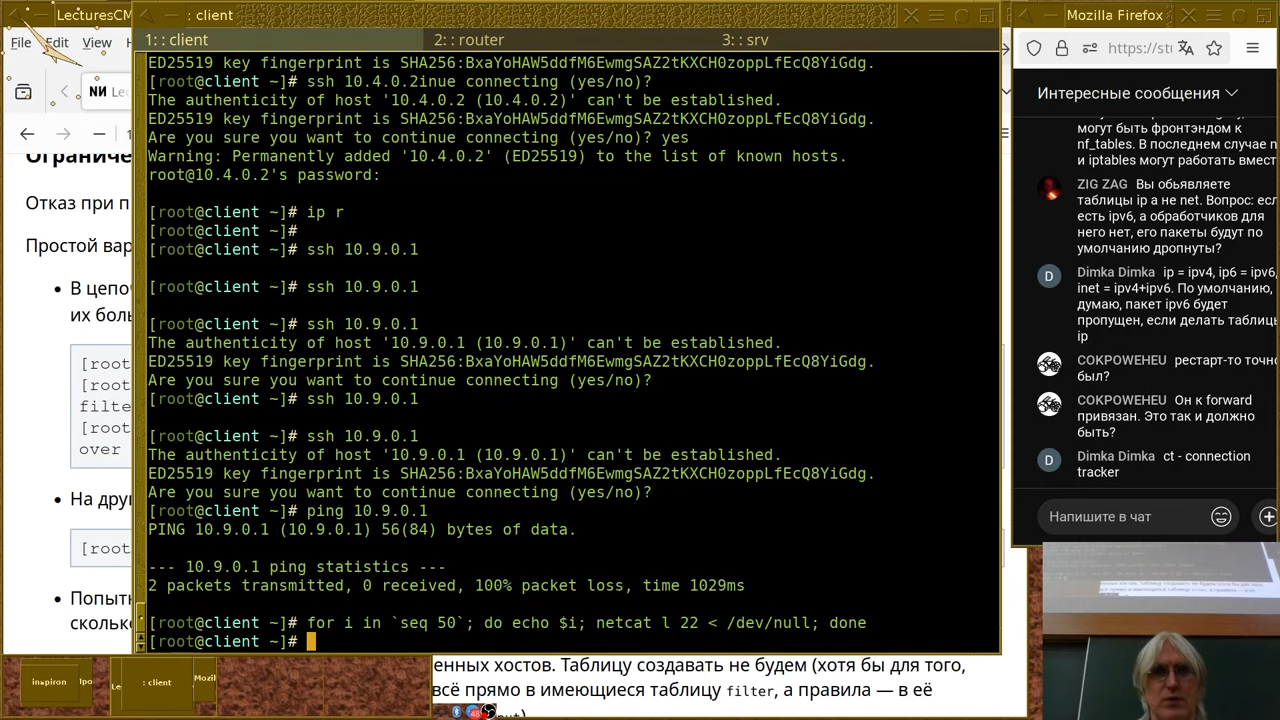 LecturesCM
: client
Mozilla Firefox
File Edit View
1: : client
2: : router
3: : srv
https://stı
NИ Le
Ограниче
Отказ при п
Простой вар
В цепоч
их боль
[root
[root
filter
[root
over
На друг
[root
Попытк
сколько
ED25519 key fingerprint is SHA256:BxaYoHAW5ddfM6EwmgSAZ2tKXCH0zoppLfEcQ8YiGdg.
[root@client ~]# ssh 10.4.0.2inue connecting (yes/no)?
The authenticity of host '10.4.0.2 (10.4.0.2)' can't be established.
ED25519 key fingerprint is SHA256:BxaYoHAW5ddfM6EwmgSAZ2tKXCH0zoppLfEcQ8YiGdg.
Are you sure you want to continue connecting (yes/no)? yes
Warning: Permanently added '10.4.0.2' (ED25519) to the list of known hosts.
root@10.4.0.2's password:
[root@client ~]# ip r
[root@client ~]#
[root@client ~]# ssh 10.9.0.1
[root@client ~]# ssh 10.9.0.1
[root@client ~]# ssh 10.9.0.1
The authenticity of host '10.9.0.1 (10.9.0.1)' can't be established.
ED25519 key fingerprint is SHA256:BxaYoHAW5ddfM6EwmgSAZ2tKXCH0zoppLfEcQ8YiGdg.
Are you sure you want to continue connecting (yes/no)?
[root@client ~]# ssh 10.9.0.1
[root@client ~]# ssh 10.9.0.1
The authenticity of host '10.9.0.1 (10.9.0.1)' can't be established.
ED25519 key fingerprint is SHA256:BxaYoHAW5ddfM6EwmgSAZ2tKXCH0zoppLfEcQ8YiGdg.
Are you sure you want to continue connecting (yes/no)?
[root@client ~]# ping 10.9.0.1
PING 10.9.0.1 (10.9.0.1) 56(84) bytes of data.
--- 10.9.0.1 ping statistics ---
2 packets transmitted, 0 received, 100% packet loss, time 1029ms
[root@client ~]# for i in `seq 50`; do echo $i; netcat l 22 < /dev/null; done
[root@client ~]#
Интересные сообщения
могут быть фронтэндом к
nf_tables. В последнем случае n
и iptables могут работать вмест
ZIG ZAG Вы обьявляете
таблицы ip а не net. Вопрос: есл
есть ipv6, а обработчиков для
него нет, его пакеты будут по
умолчанию дропнуты?
D Dimka Dimka ip = ipv4, ip6 = ipv6,
inet = ipv4+ipv6. По умолчанию,
думаю, пакет ipv6 будет
пропущен, если делать таблицы
ip
COKPOWEHEU рестарт-то точно
был?
COKPOWEHEU Он к forward
привязан. Это так и должно
быть?
D Dimka Dimka ct - connection
tracker
Напишите в чат
inspiron
Le : client Mozil
енных хостов. Таблицу создавать не будем (хотя бы для того,
всё прямо в имеющиеся таблицу filter, а правила — в её